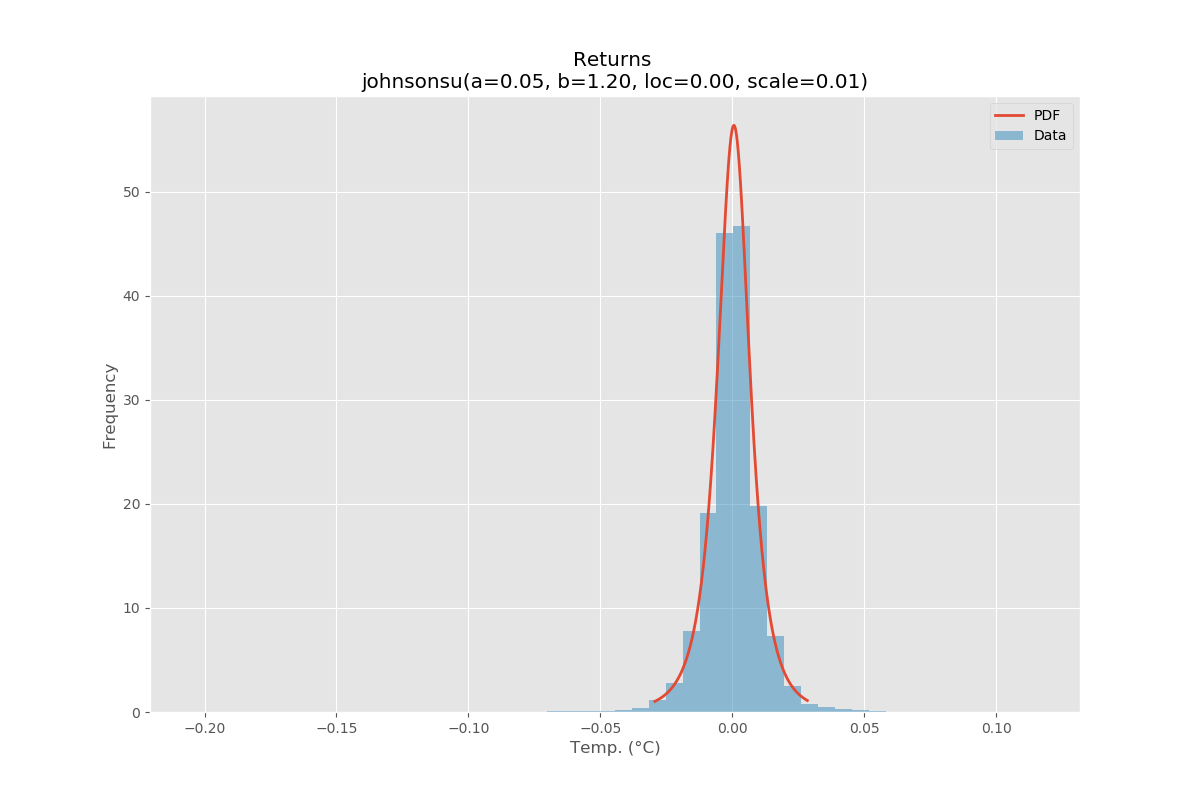 Returns
johnsonsu(a=0.05, b=1.20, loc=0.00, scale=0.01)
PDF
Data
50
40
30
20
10
0
Frequency
−0.20
−0.15
−0.10
−0.05
0.00
0.05
0.10
Temp. (°C)